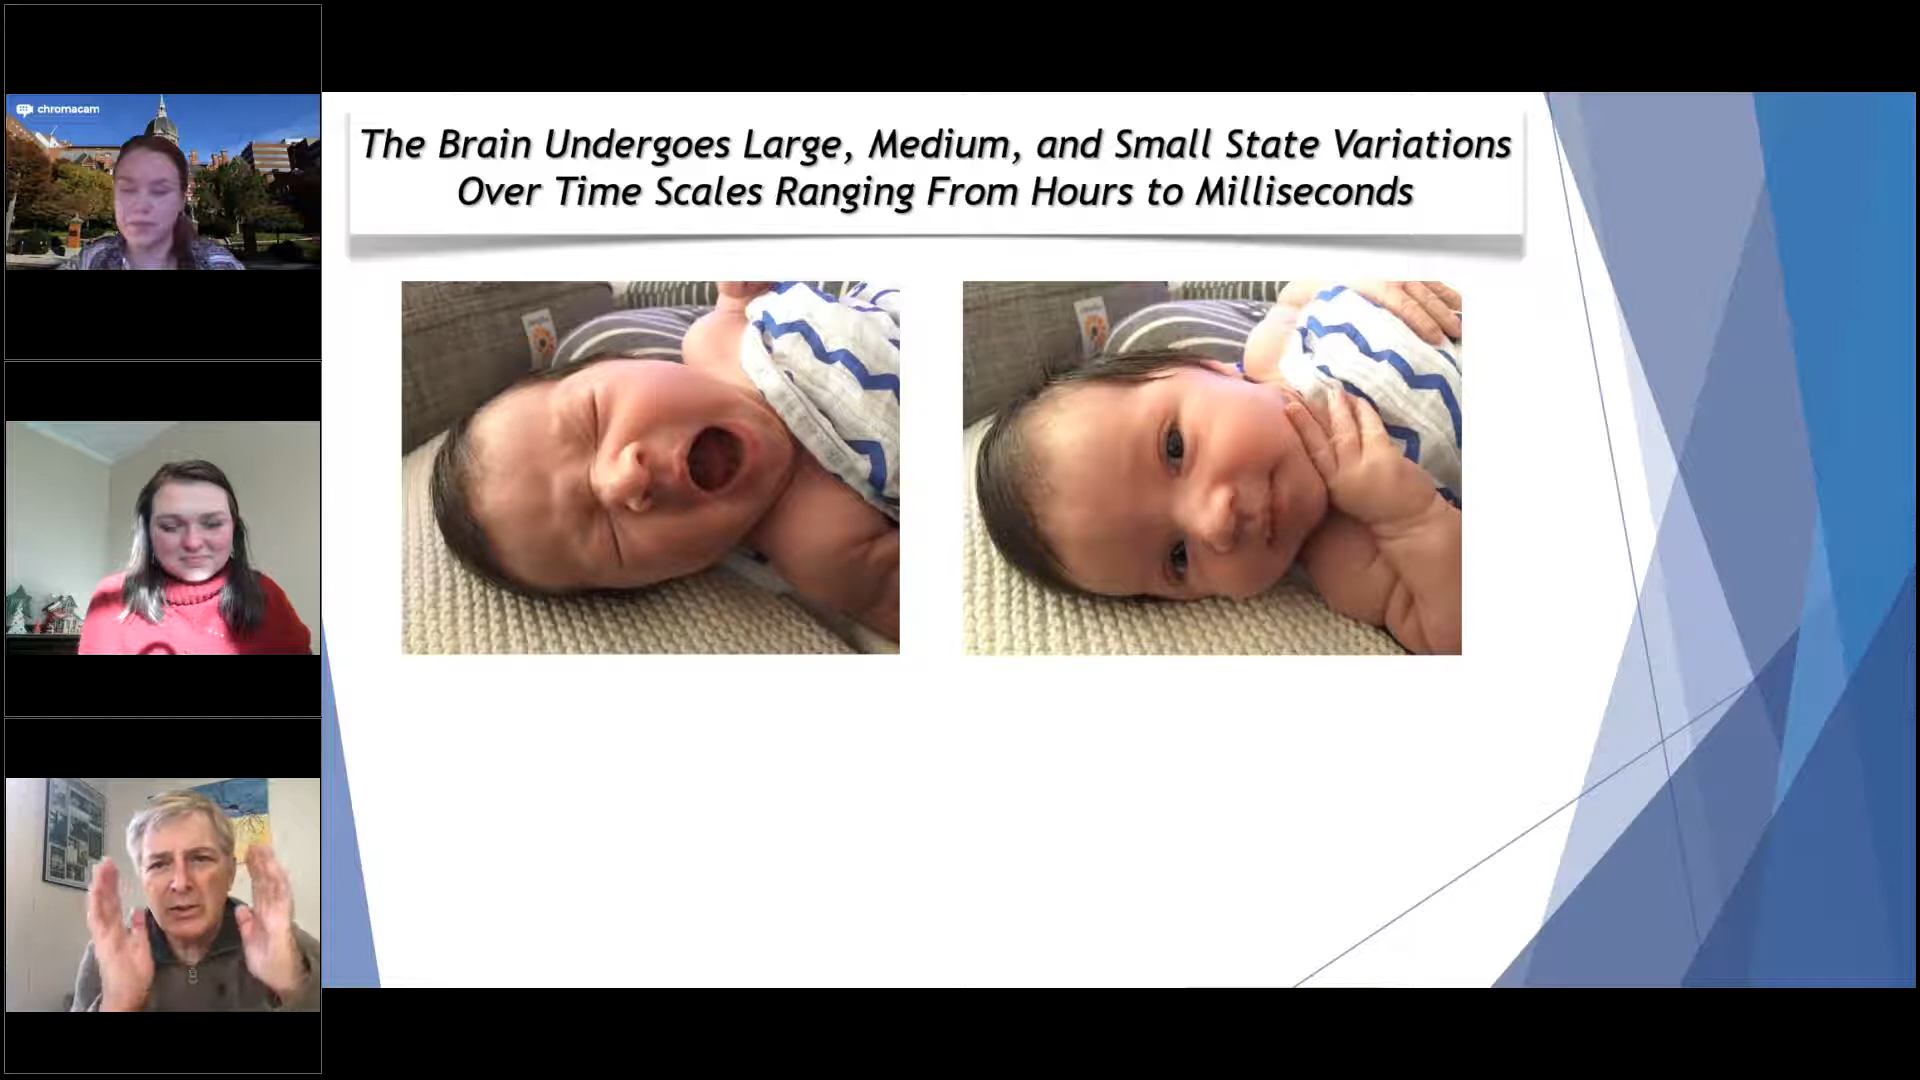 chromacam
The Brain Undergoes Large, Medium, and Small State Variations
Over Time Scales Ranging From Hours to Milliseconds